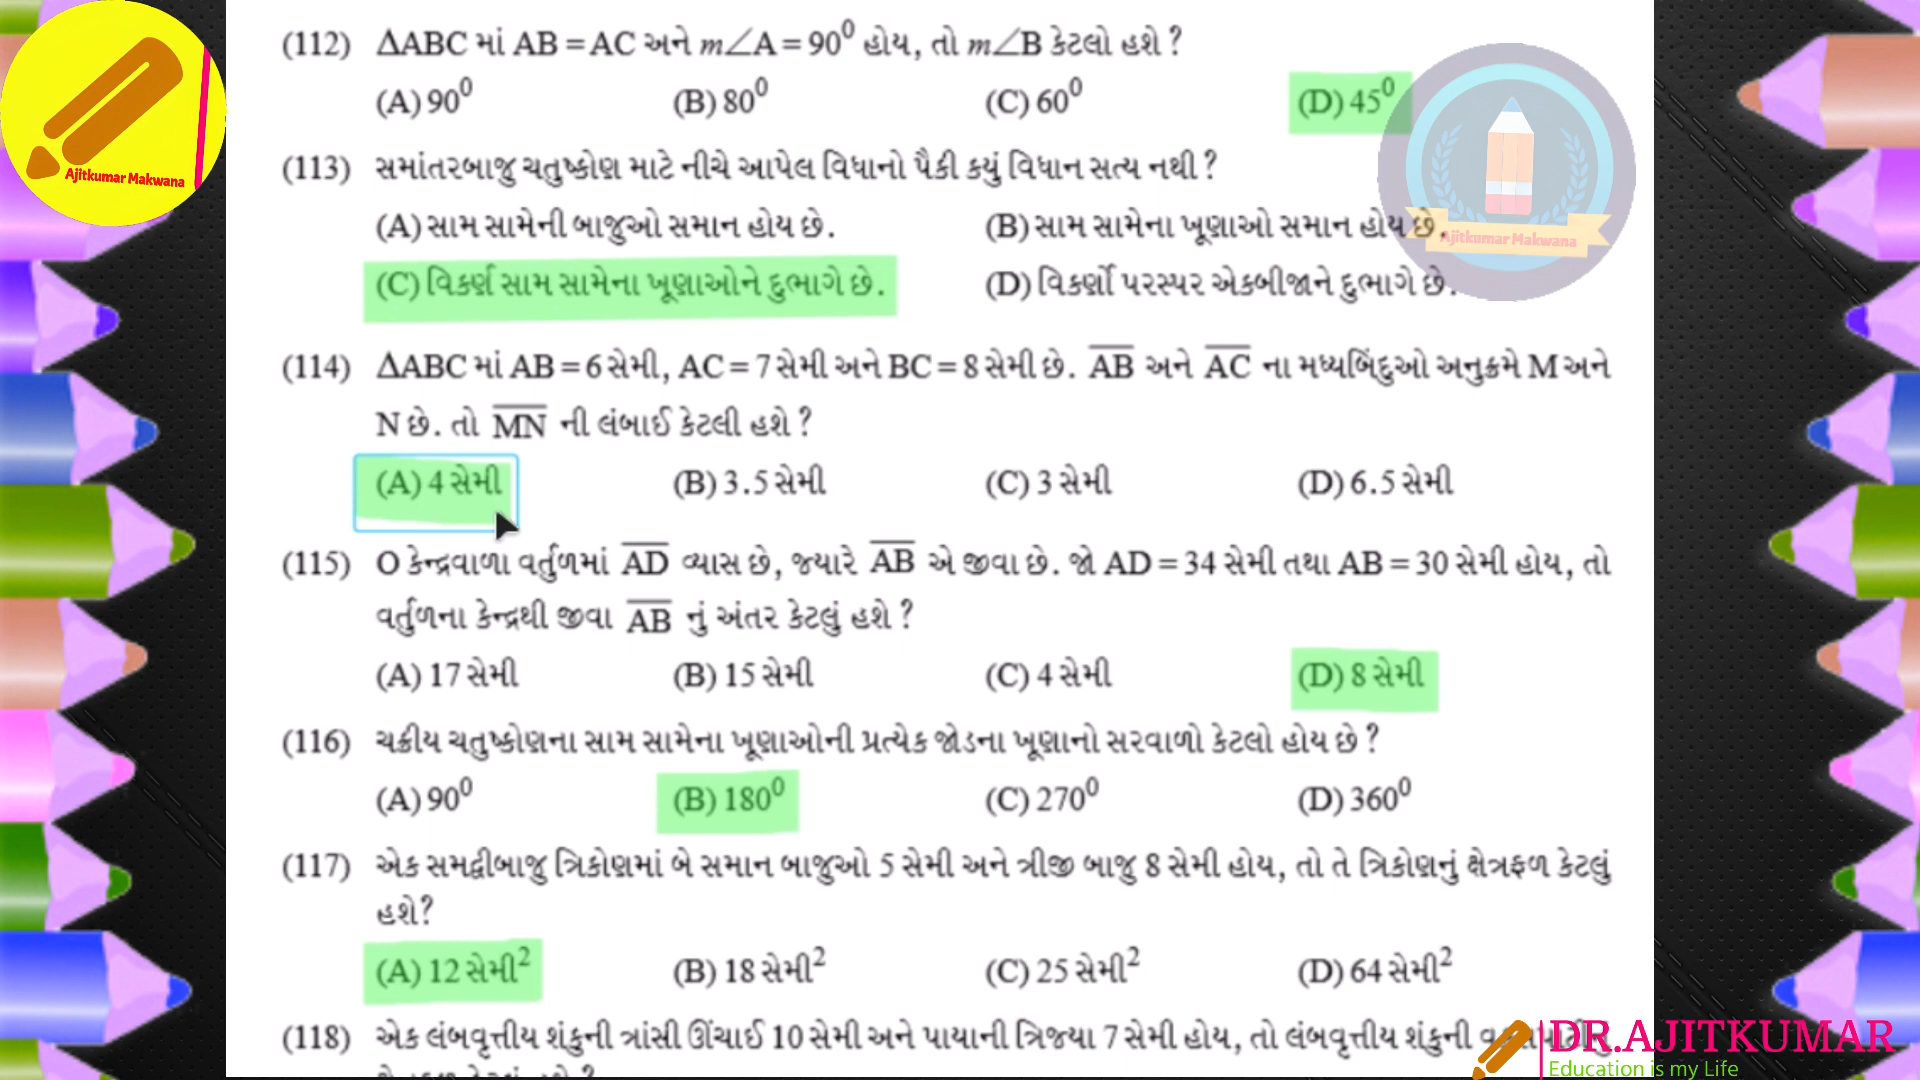 (112) ΔABC માં AB = AC અને m∠A = 90⁰ હોય, તો m∠B કેટલો હશે ?
(A) 90⁰ (B) 80⁰ (C) 60⁰ (D) 45⁰
(113) સમાંતરબાજુ ચતુષ્કોણ માટે નીચે આપેલ વિધાનો પૈકી કયું વિધાન સત્ય નથી ?
(A) સામ સામેની બાજુઓ સમાન હોય છે. (B) સામ સામેના ખૂણાઓ સમાન હોય છે.
(C) વિકર્ણ સામ સામેના ખૂણાઓને દુભાગે છે. (D) વિકર્ણો પરસ્પર એકબીજાને દુભાગે છે.
(114) ΔABC માં AB = 6 સેમી, AC = 7 સેમી અને BC = 8 સેમી છે. A̅B̅ અને A̅C̅ ના મધ્યબિંદુઓ અનુક્રમે M અને
N છે. તો M̅N̅ ની લંબાઈ કેટલી હશે ?
(A) 4 સેમી (B) 3.5 સેમી (C) 3 સેમી (D) 6.5 સેમી
(115) O કેન્દ્રવાળા વર્તુળમાં A̅D̅ વ્યાસ છે, જ્યારે A̅B̅ એ જીવા છે. જો AD = 34 સેમી તથા AB = 30 સેમી હોય, તો
વર્તુળના કેન્દ્રથી જીવા A̅B̅ નું અંતર કેટલું હશે ?
(A) 17 સેમી (B) 15 સેમી (C) 4 સેમી (D) 8 સેમી
(116) ચક્રીય ચતુષ્કોણના સામ સામેના ખૂણાઓની પ્રત્યેક જોડના ખૂણાનો સરવાળો કેટલો હોય છે ?
(A) 90⁰ (B) 180⁰ (C) 270⁰ (D) 360⁰
(117) એક સમદ્વીબાજુ ત્રિકોણમાં બે સમાન બાજુઓ 5 સેમી અને ત્રીજી બાજુ 8 સેમી હોય, તો તે ત્રિકોણનું ક્ષેત્રફળ કેટલું
હશે?
(A) 12 સેમી² (B) 18 સેમી² (C) 25 સેમી² (D) 64 સેમી²
(118) એક લંબવૃત્તીય શંકુની ત્રાંસી ઊંચાઈ 10 સેમી અને પાયાની ત્રિજ્યા 7 સેમી હોય, તો લંબવૃત્તીય શંકુની
Ajitkumar Makwana
Ajitkumar Makwana
DR.AJITKUMAR
Education is my Life